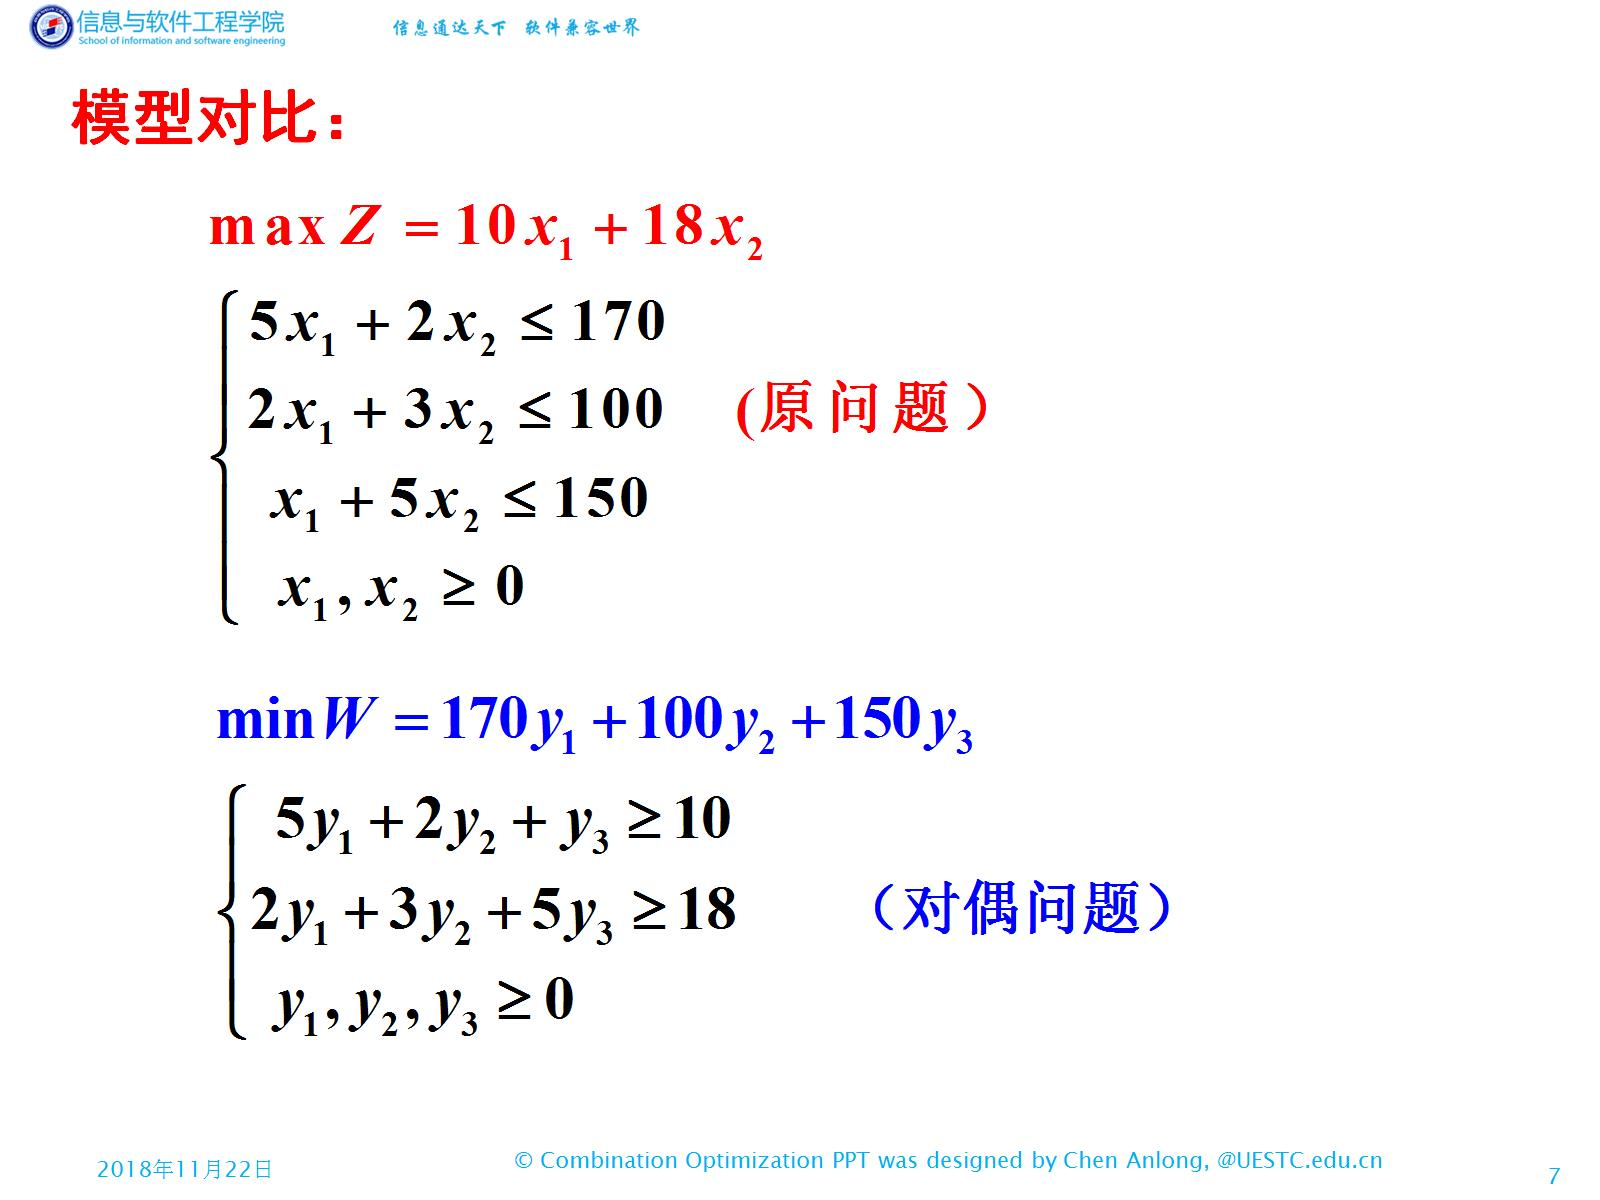 信息与软件工程学院
School of information and software engineering
信息通达天下 软件兼容世界
模型对比：
max Z = 10x₁ + 18x₂
5x₁ + 2x₂ ≤ 170
2x₁ + 3x₂ ≤ 100 (原问题）
x₁ + 5x₂ ≤ 150
x₁, x₂ ≥ 0
minW = 170y₁ + 100y₂ + 150y₃
5y₁ + 2y₂ + y₃ ≥ 10
2y₁ + 3y₂ + 5y₃ ≥ 18 （对偶问题）
y₁, y₂, y₃ ≥ 0
2018年11月22日
© Combination Optimization PPT was designed by Chen Anlong, @UESTC.edu.cn
7